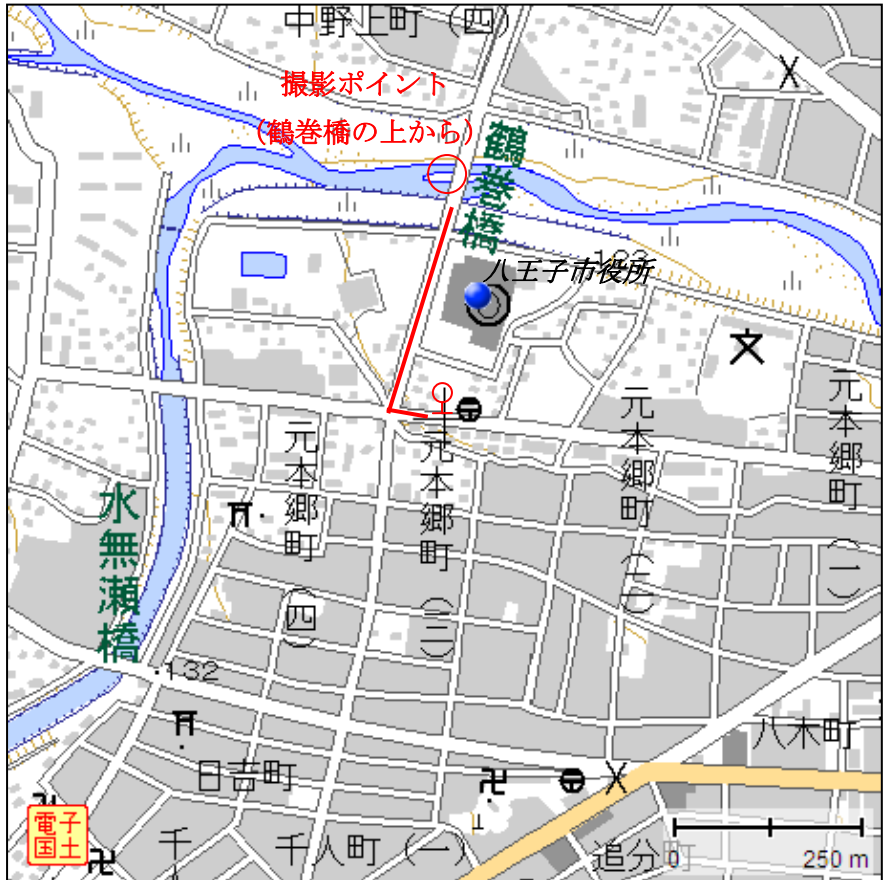 中野上町（四）
撮影ポイント
（鶴巻橋の上から）
鶴巻橋
八王子市役所
元本郷町（一）
元本郷町（二）
元本郷町（三）
元本郷町（四）
水無瀬橋
132
八木町
日吉町
千人町（一）
千人
追分町
0
250 m
電子
国土